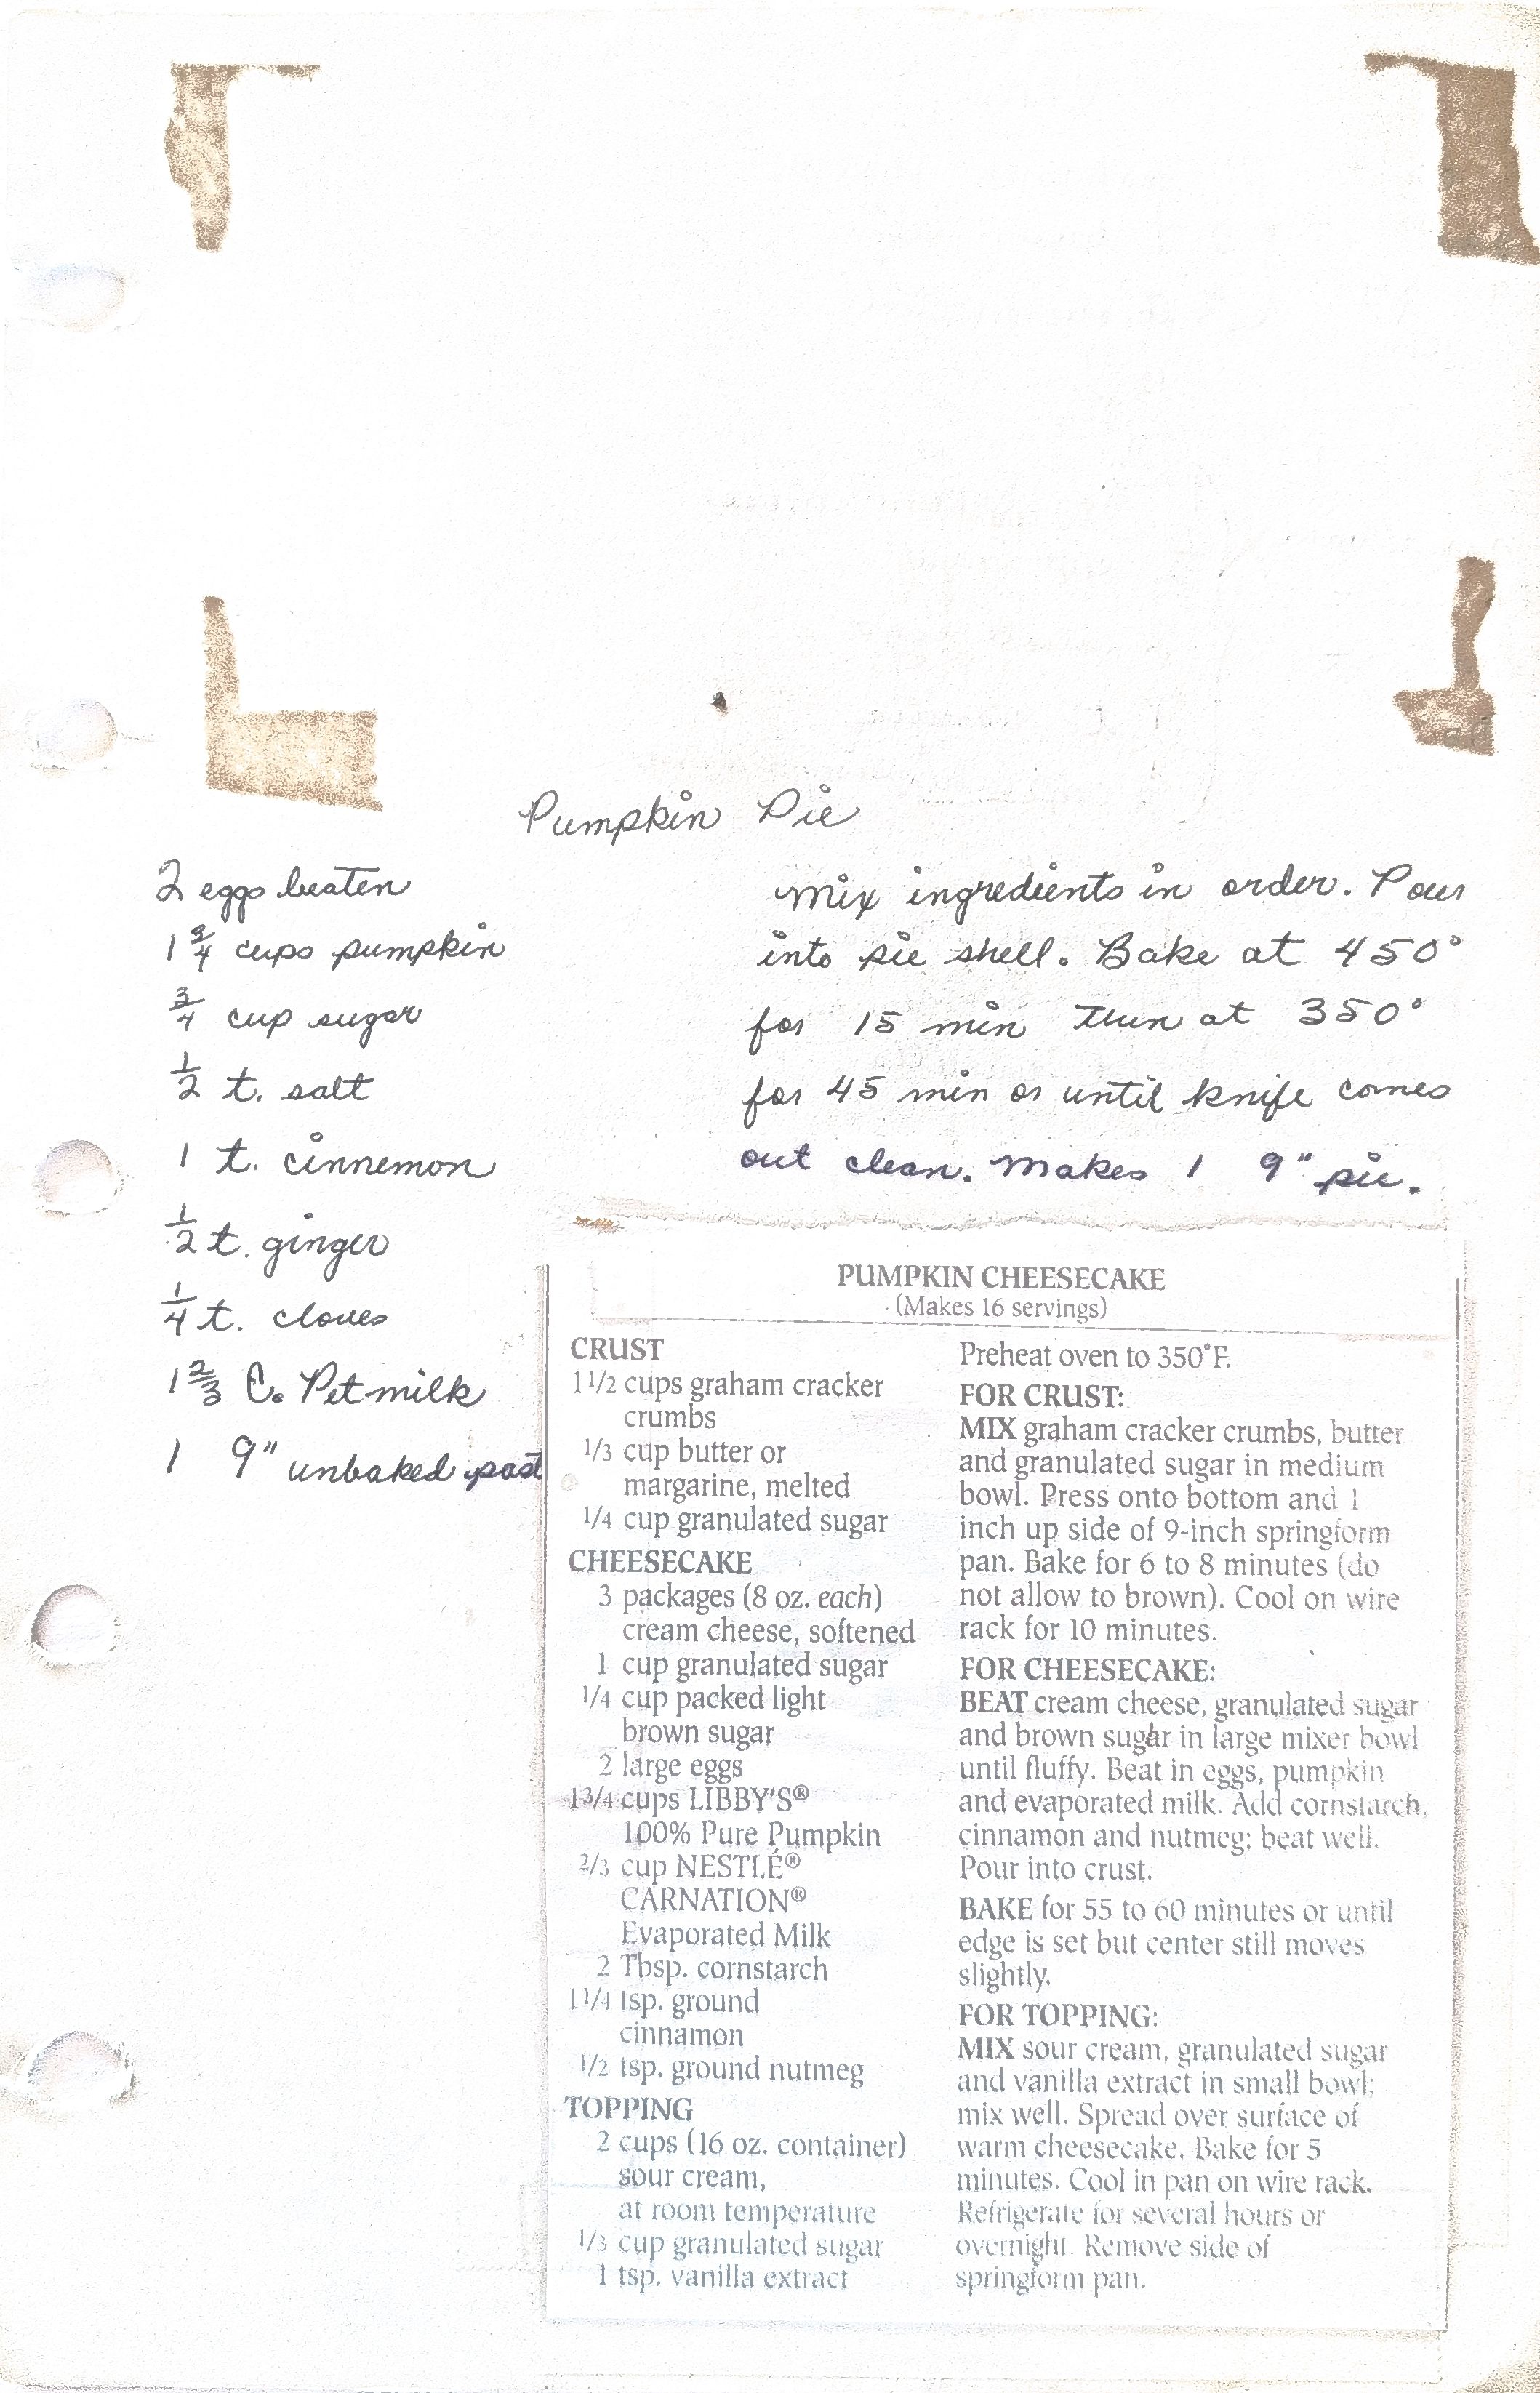 Pumpkin Pie
2 eggs beaten
1 3/4 cups pumpkin
3/4 cup sugar
1/2 t. salt
1 t. cinnemon
1/2 t. ginger
1/4 t. cloves
1 2/3 C. Pet milk
1 9" unbaked past
Mix ingredients in order. Pour
into pie shell. Bake at 450°
for 15 min then at 350°
for 45 min or until knife comes
out clean. Makes 1 9" pie.
PUMPKIN CHEESECAKE
(Makes 16 servings)
CRUST
1 1/2 cups graham cracker
crumbs
1/3 cup butter or
margarine, melted
1/4 cup granulated sugar
CHEESECAKE
3 packages (8 oz. each)
cream cheese, softened
1 cup granulated sugar
1/4 cup packed light
brown sugar
2 large eggs
1 3/4 cups LIBBY'S®
100% Pure Pumpkin
2/3 cup NESTLÉ®
CARNATION®
Evaporated Milk
2 Tbsp. cornstarch
1 1/4 tsp. ground
cinnamon
1/2 tsp. ground nutmeg
TOPPING
2 cups (16 oz. container)
sour cream,
at room temperature
1/3 cup granulated sugar
1 tsp. vanilla extract
Preheat oven to 350°F.
FOR CRUST:
MIX graham cracker crumbs, butter
and granulated sugar in medium
bowl. Press onto bottom and 1
inch up side of 9-inch springform
pan. Bake for 6 to 8 minutes (do
not allow to brown). Cool on wire
rack for 10 minutes.
FOR CHEESECAKE:
BEAT cream cheese, granulated sugar
and brown sugar in large mixer bowl
until fluffy. Beat in eggs, pumpkin
and evaporated milk. Add cornstarch,
cinnamon and nutmeg; beat well.
Pour into crust.
BAKE for 55 to 60 minutes or until
edge is set but center still moves
slightly.
FOR TOPPING:
MIX sour cream, granulated sugar
and vanilla extract in small bowl;
mix well. Spread over surface of
warm cheesecake. Bake for 5
minutes. Cool in pan on wire rack.
Refrigerate for several hours or
overnight. Remove side of
springform pan.